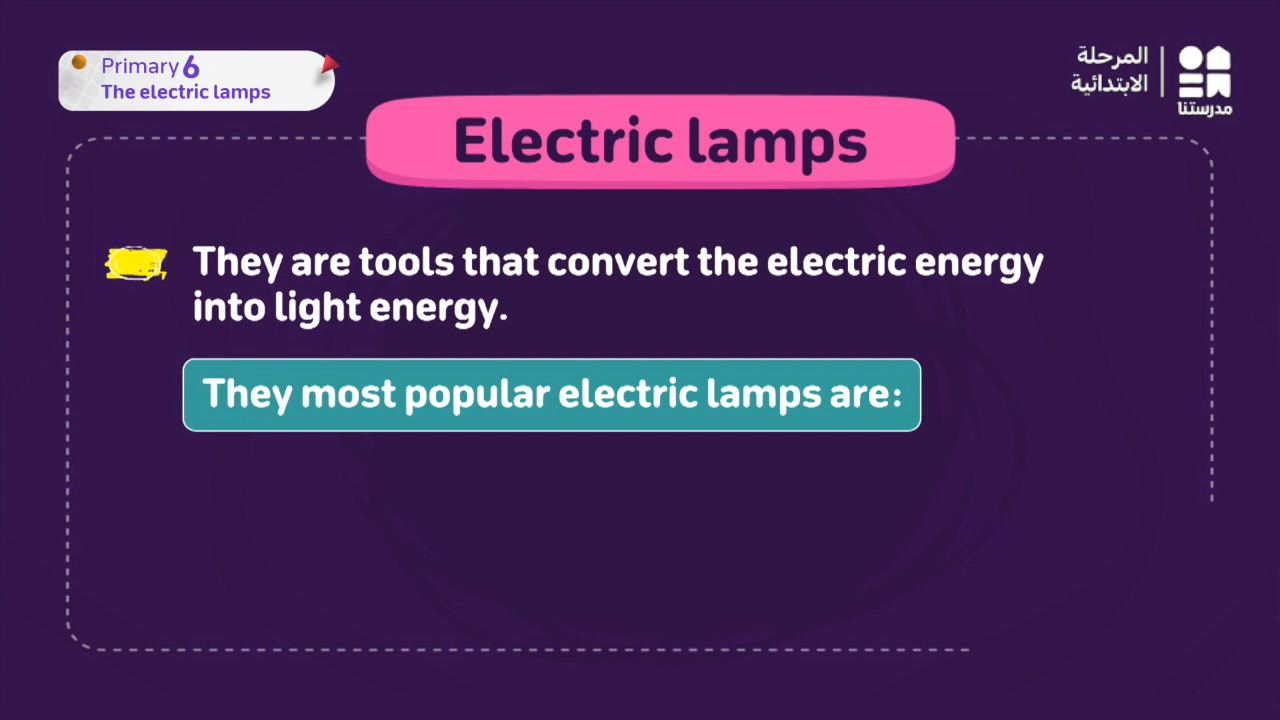 Primary 6
The electric lamps
المرحلة
الابتدائية
مدرستنا
Electric lamps
They are tools that convert the electric energy
into light energy.
They most popular electric lamps are: